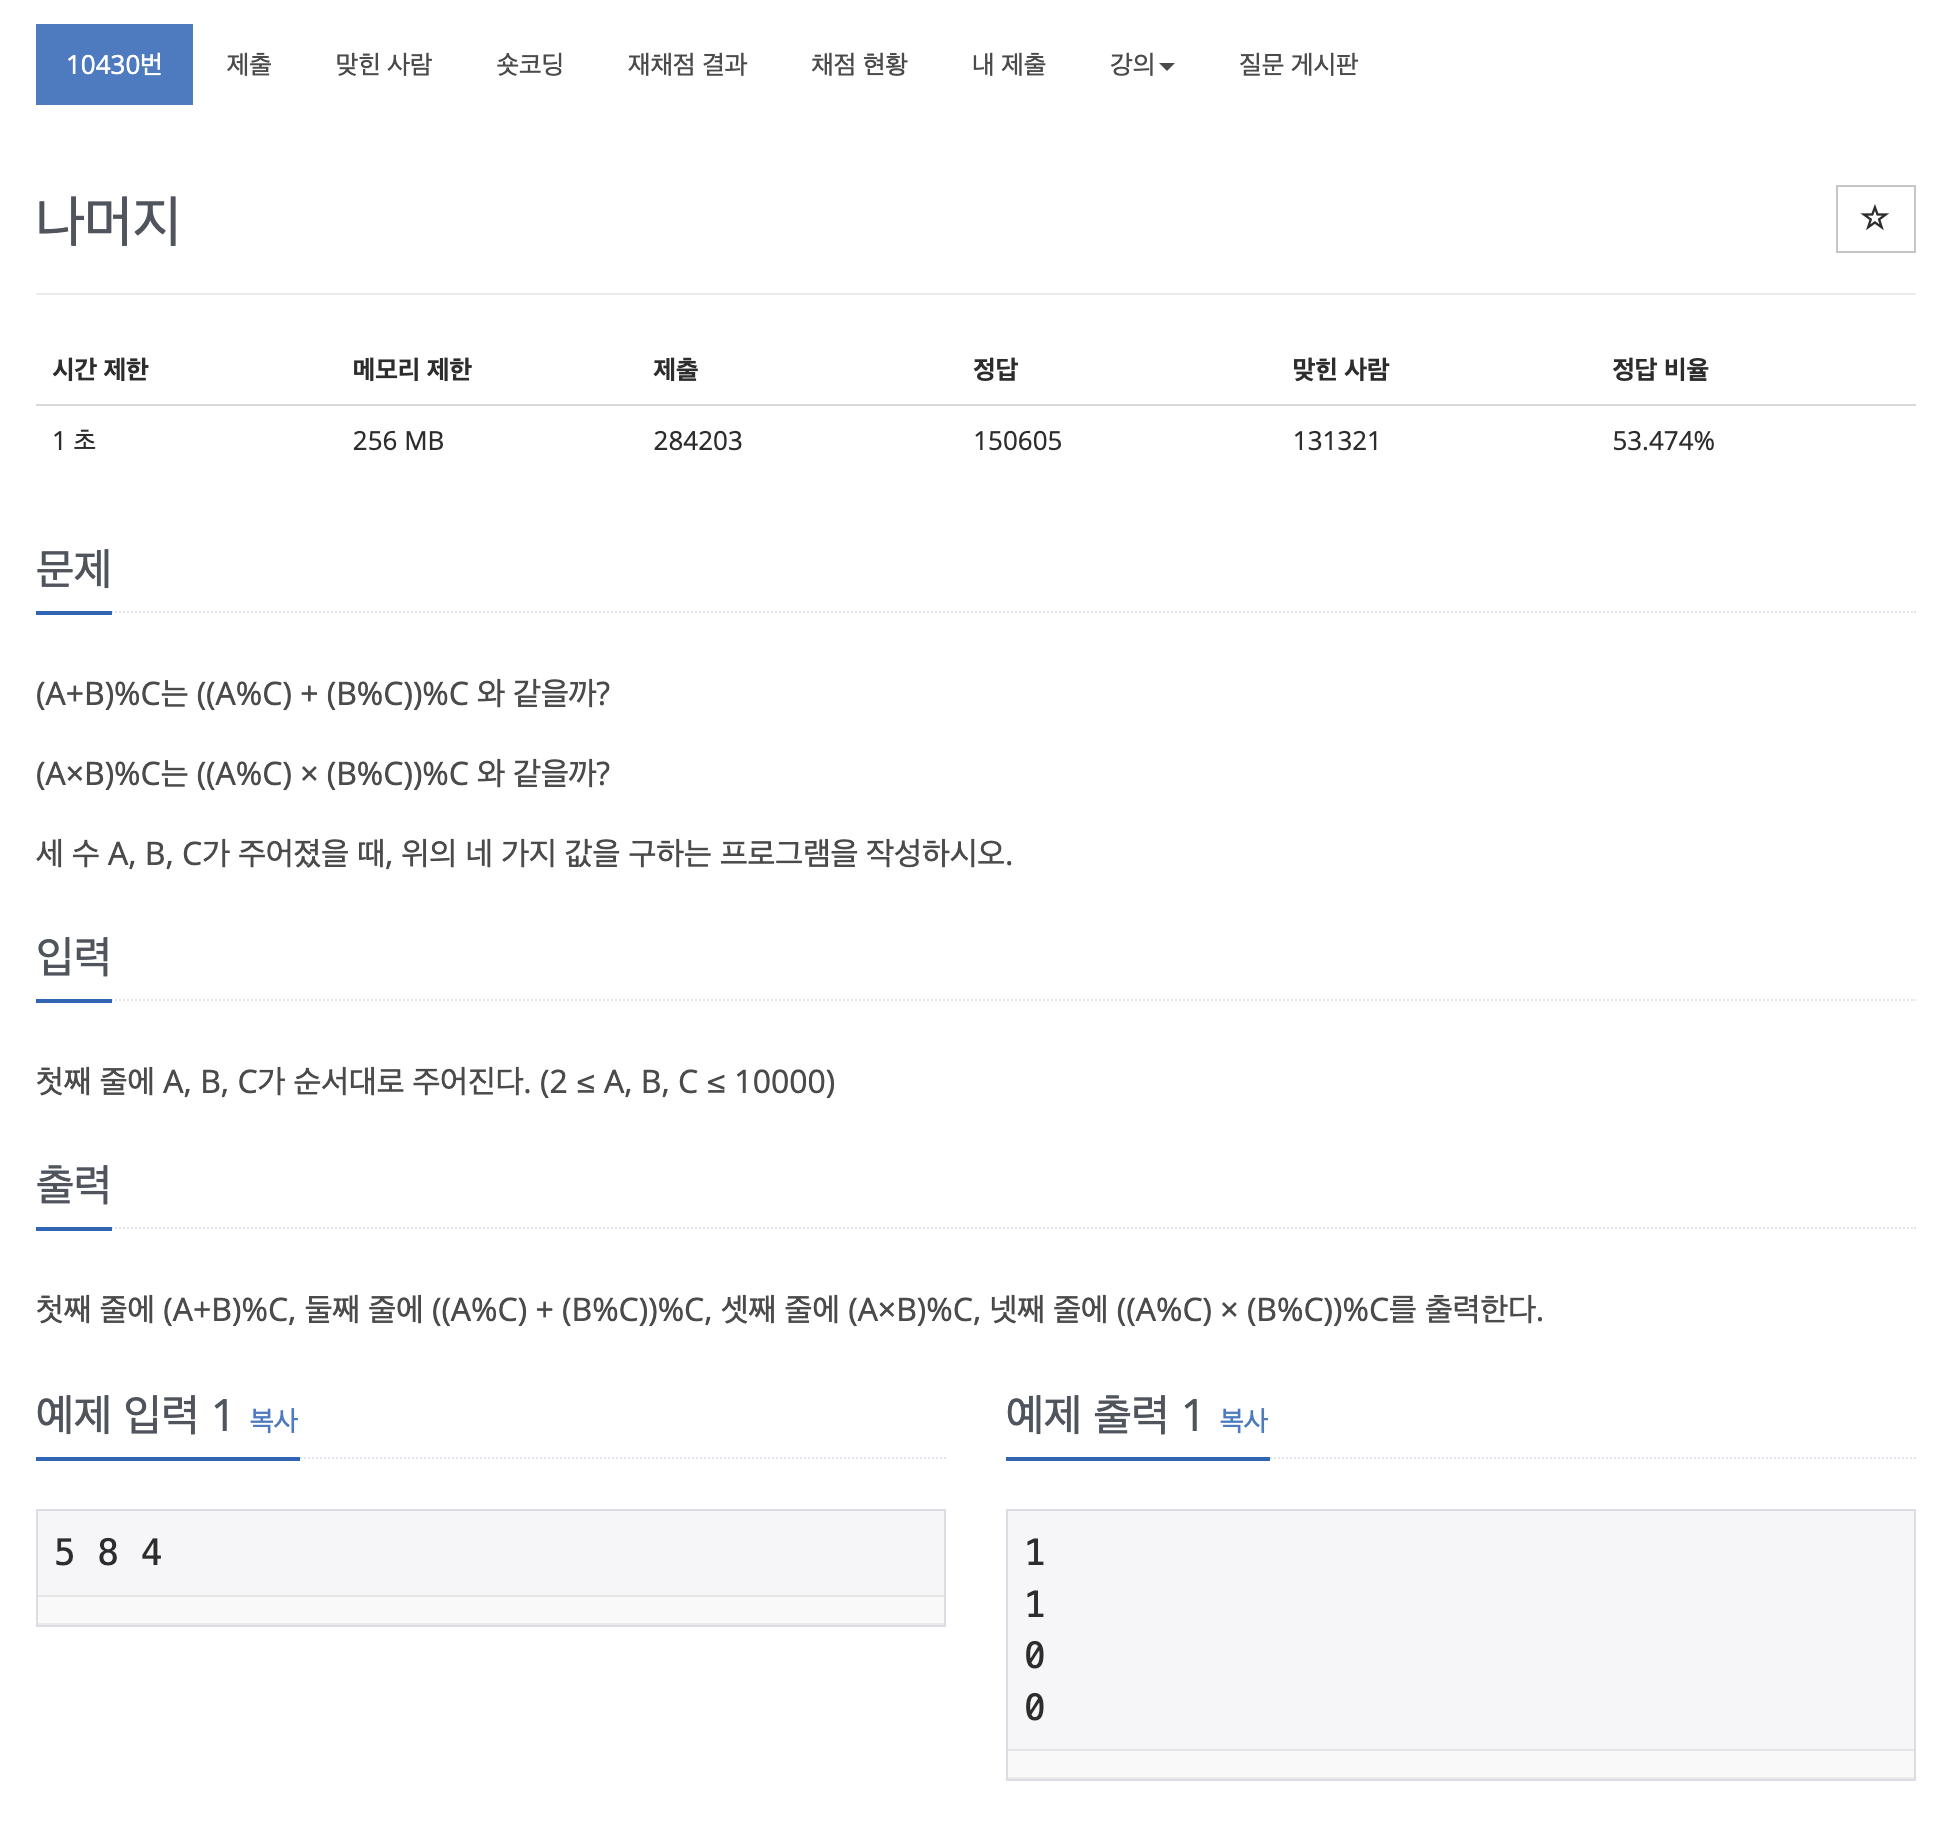 10430번 제출 맞힌 사람 숏코딩 재채점 결과 채점 현황 내 제출 강의 질문 게시판
나머지
시간 제한 메모리 제한 제출 정답 맞힌 사람 정답 비율
1 초 256 MB 284203 150605 131321 53.474%
문제
(A+B)%C는 ((A%C) + (B%C))%C 와 같을까?
(A×B)%C는 ((A%C) × (B%C))%C 와 같을까?
세 수 A, B, C가 주어졌을 때, 위의 네 가지 값을 구하는 프로그램을 작성하시오.
입력
첫째 줄에 A, B, C가 순서대로 주어진다. (2 ≤ A, B, C ≤ 10000)
출력
첫째 줄에 (A+B)%C, 둘째 줄에 ((A%C) + (B%C))%C, 셋째 줄에 (A×B)%C, 넷째 줄에 ((A%C) × (B%C))%C를 출력한다.
예제 입력 1 복사
5 8 4
예제 출력 1 복사
1
1
0
0